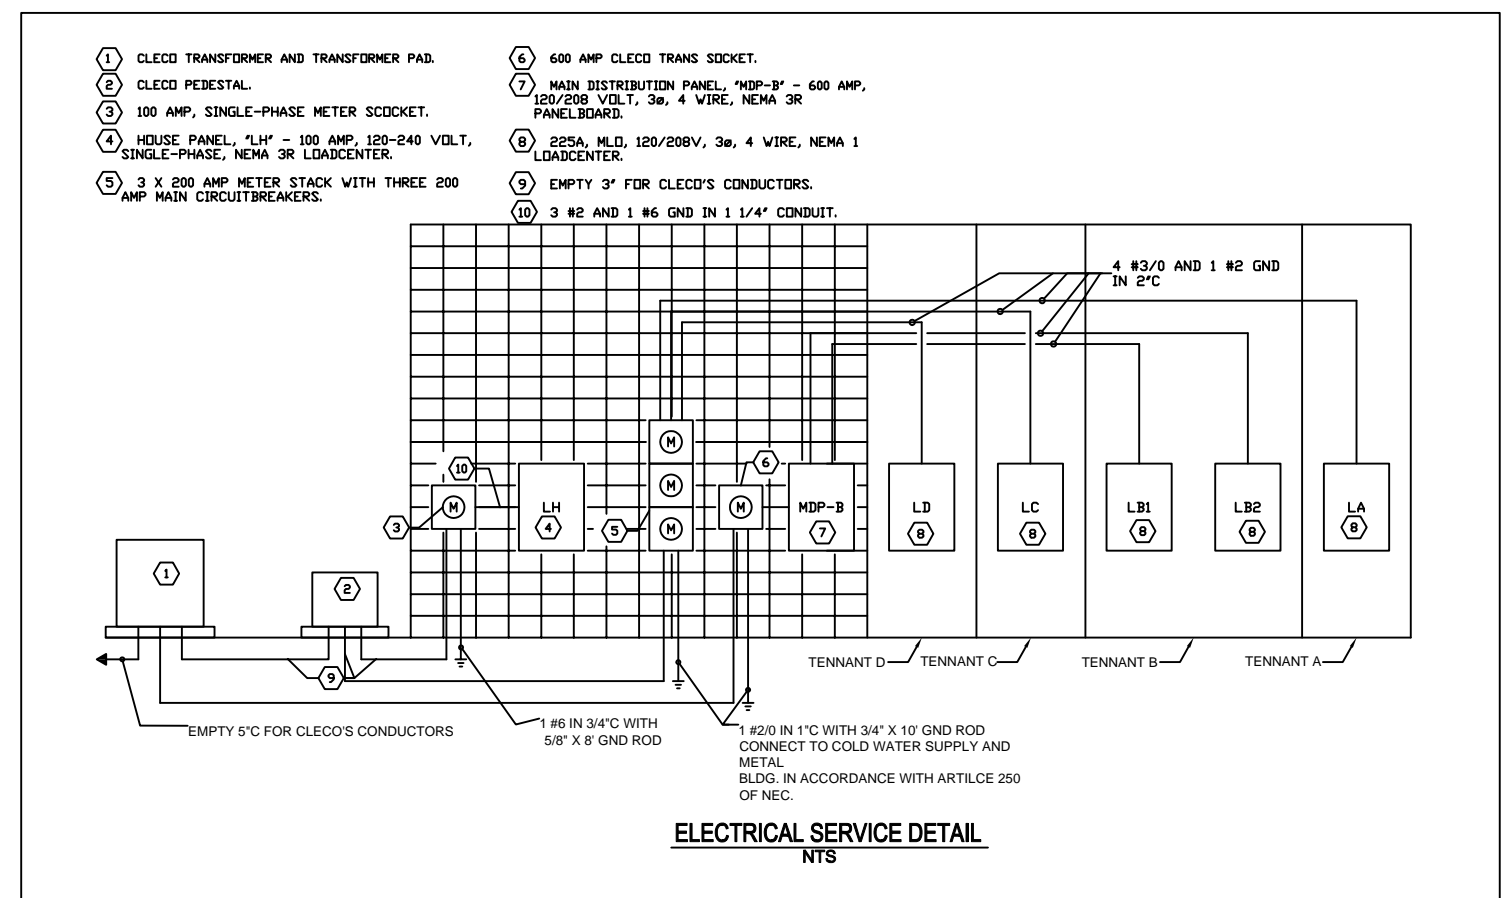 1 CLECO TRANSFORMER AND TRANSFORMER PAD.
2 CLECO PEDESTAL.
3 100 AMP, SINGLE-PHASE METER SCOCKET.
4 HOUSE PANEL, "LH" - 100 AMP, 120-240 VOLT,
SINGLE-PHASE, NEMA 3R LOADCENTER.
5 3 X 200 AMP METER STACK WITH THREE 200
AMP MAIN CIRCUITBREAKERS.
6 600 AMP CLECO TRANS SOCKET.
7 MAIN DISTRIBUTION PANEL, "MDP-B" - 600 AMP,
120/208 VOLT, 3ø, 4 WIRE, NEMA 3R
PANELBOARD.
8 225A, MLO, 120/208V, 3ø, 4 WIRE, NEMA 1
LOADCENTER.
9 EMPTY 3" FOR CLECO'S CONDUCTORS.
10 3 #2 AND 1 #6 GND IN 1 1/4" CONDUIT.
4 #3/0 AND 1 #2 GND
IN 2"C
M
10
6
M
M
M
LH
M
MDP-B
LD
LC
LB1
LB2
LA
3
4
5
M
7
8
8
8
8
8
1
2
9
TENNANT D
TENNANT C
TENNANT B
TENNANT A
EMPTY 5"C FOR CLECO'S CONDUCTORS
1 #6 IN 3/4"C WITH
5/8" X 8' GND ROD
1 #2/0 IN 1"C WITH 3/4" X 10' GND ROD
CONNECT TO COLD WATER SUPPLY AND
METAL
BLDG. IN ACCORDANCE WITH ARTILCE 250
OF NEC.
ELECTRICAL SERVICE DETAIL
NTS